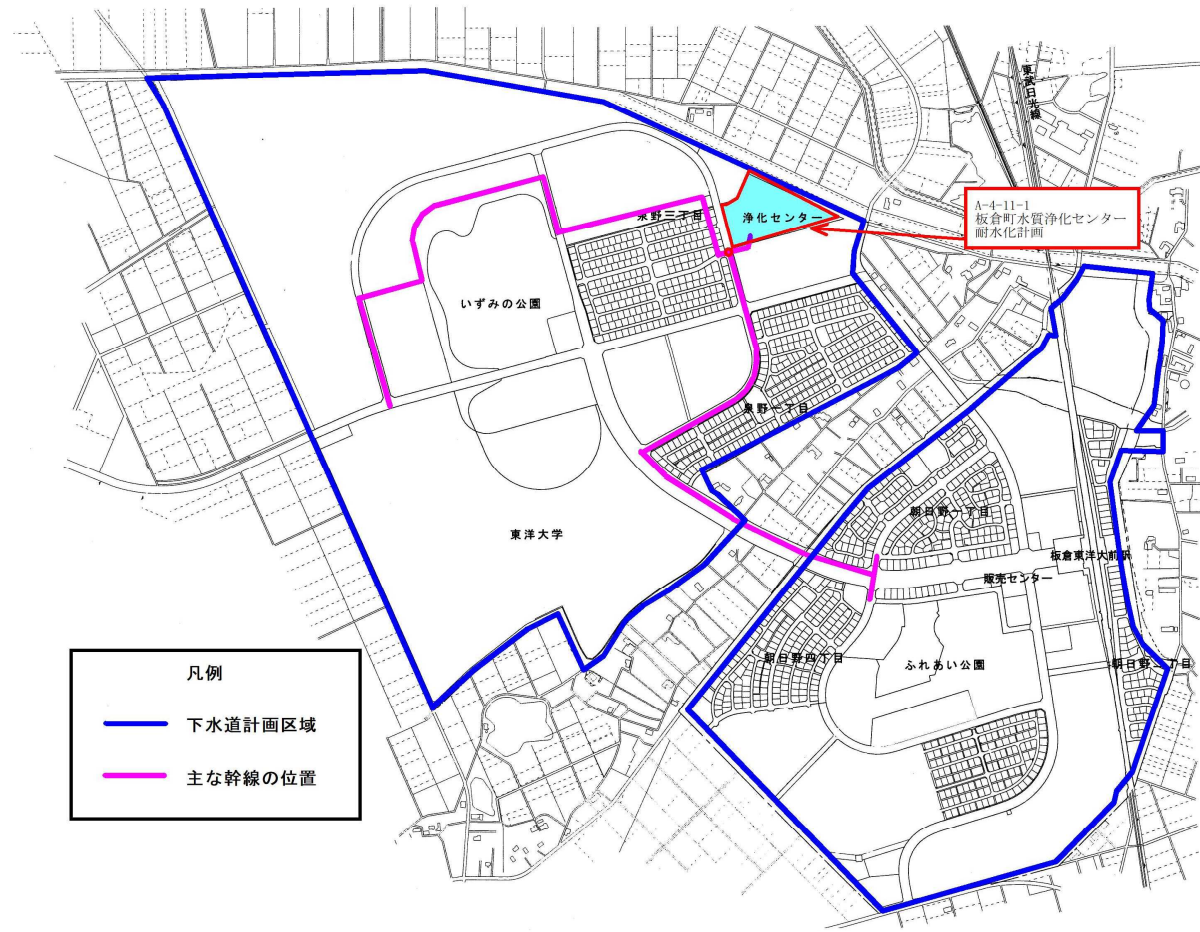 東武日光線
A-4-11-1
板倉町水質浄化センター
耐水化計画
泉野二丁目
浄化センター
いずみの公園
泉野一丁目
東洋大学
朝日野一丁目
板倉東洋大前駅
販売センター
朝日野四丁目
ふれあい公園
朝日野二丁目
凡例
下水道計画区域
主な幹線の位置